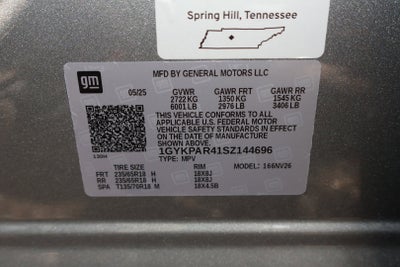 Spring Hill, Tennessee
gm
MFD BY GENERAL MOTORS LLC
05/25 GVWR GAWR FRT GAWR RR
2722 KG 1350 KG 1545 KG
6001 LB 2976 LB 3406 LB
THIS VEHICLE CONFORMS TO ALL
APPLICABLE U.S. FEDERAL MOTOR
VEHICLE SAFETY STANDARDS IN EFFECT
ON THE DATE OF MANUFACTURE
SHOWN ABOVE.
1GYKPAR41SZ144696
TYPE: MPV
TIRE SIZE RIM MODEL: 166NV26
FRT 235/65R18 H 18X8J
RR 235/65R18 H 18X8J
SPA T135/70R18 M 18X4.5B